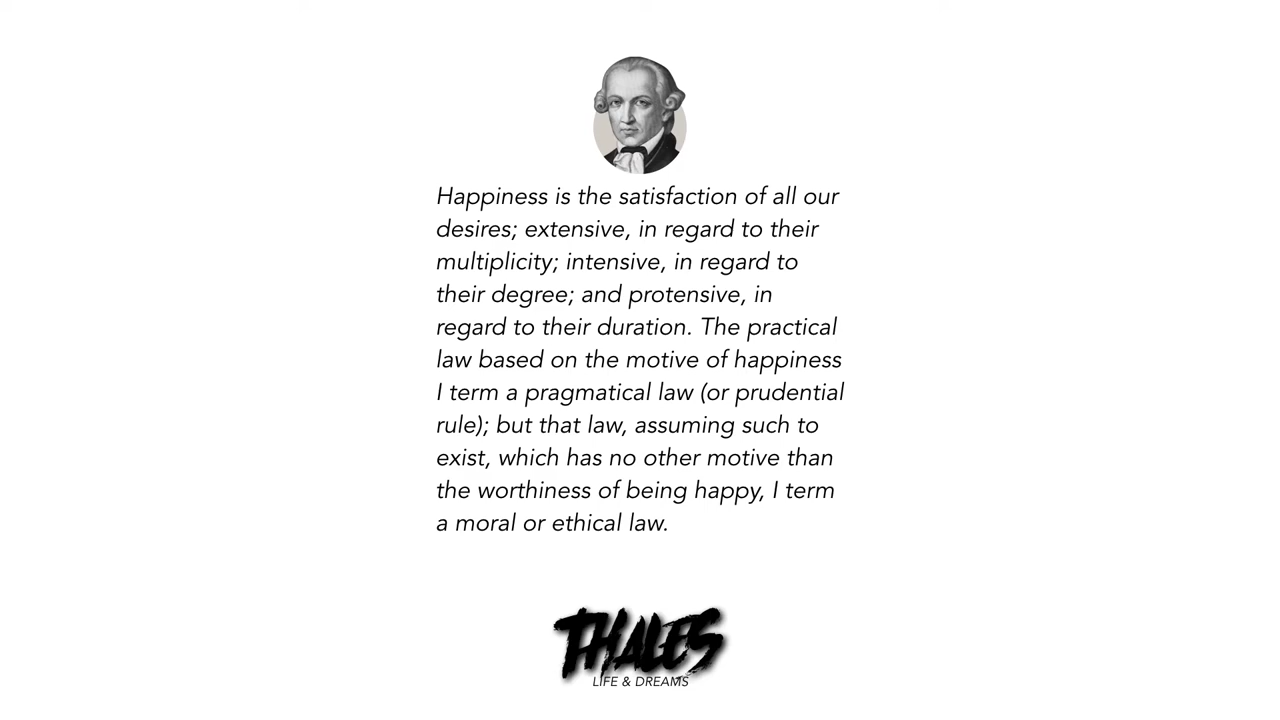 Happiness is the satisfaction of all our
desires; extensive, in regard to their
multiplicity; intensive, in regard to
their degree; and protensive, in
regard to their duration. The practical
law based on the motive of happiness
I term a pragmatical law (or prudential
rule); but that law, assuming such to
exist, which has no other motive than
the worthiness of being happy, I term
a moral or ethical law.
THALES
LIFE & DREAMS